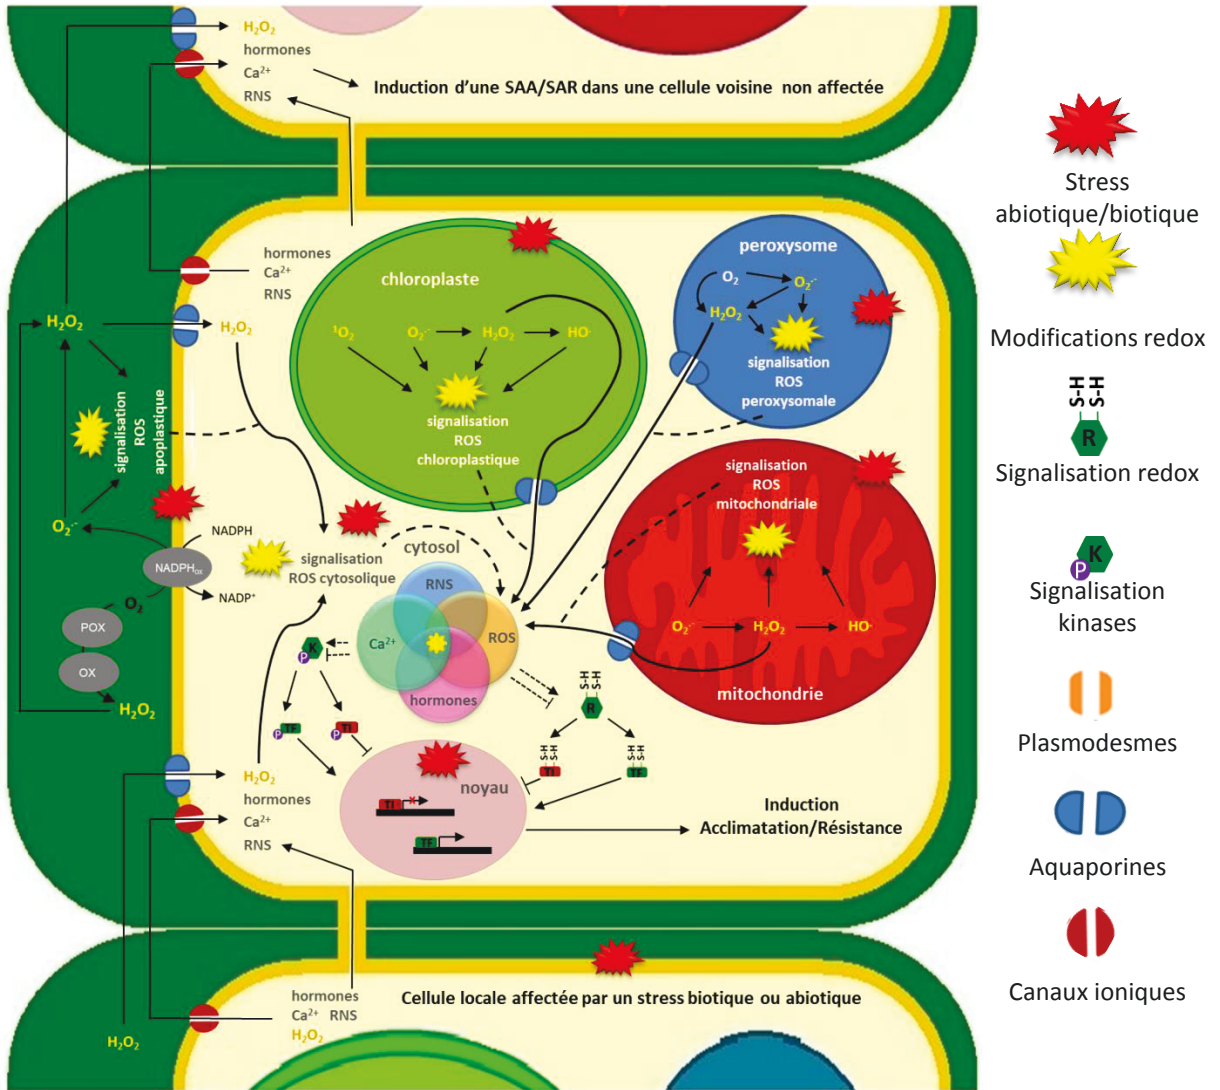 H₂O₂
hormones
Ca²⁺
RNS
Induction d'une SAA/SAR dans une cellule voisine non affectée
hormones
Ca²⁺
RNS
H₂O₂
H₂O₂
signalisation
ROS
apoplastique
O₂·⁻
NADPH
NADPHox
NADP⁺
O₂
POX
OX
H₂O₂
chloroplaste
¹O₂
O₂·⁻
H₂O₂
HO·
signalisation
ROS
chloroplastique
peroxysome
O₂
O₂·⁻
H₂O₂
signalisation
ROS
peroxysomale
signalisation
ROS
mitochondriale
O₂·⁻
H₂O₂
HO·
mitochondrie
signalisation
ROS cytosolique
cytosol
RNS
Ca²⁺
ROS
hormones
K
P
TF
P
TI
P
S-H
S-H
R
S-H
S-H
TI
S-H
S-H
TF
noyau
TI
x
TF
Induction
Acclimatation/Résistance
H₂O₂
hormones
Ca²⁺
RNS
Cellule locale affectée par un stress biotique ou abiotique
hormones
Ca²⁺ RNS
H₂O₂
H₂O₂
Stress
abiotique/biotique
Modifications redox
S-H
S-H
R
Signalisation redox
K
P
Signalisation
kinases
Plasmodesmes
Aquaporines
Canaux ioniques